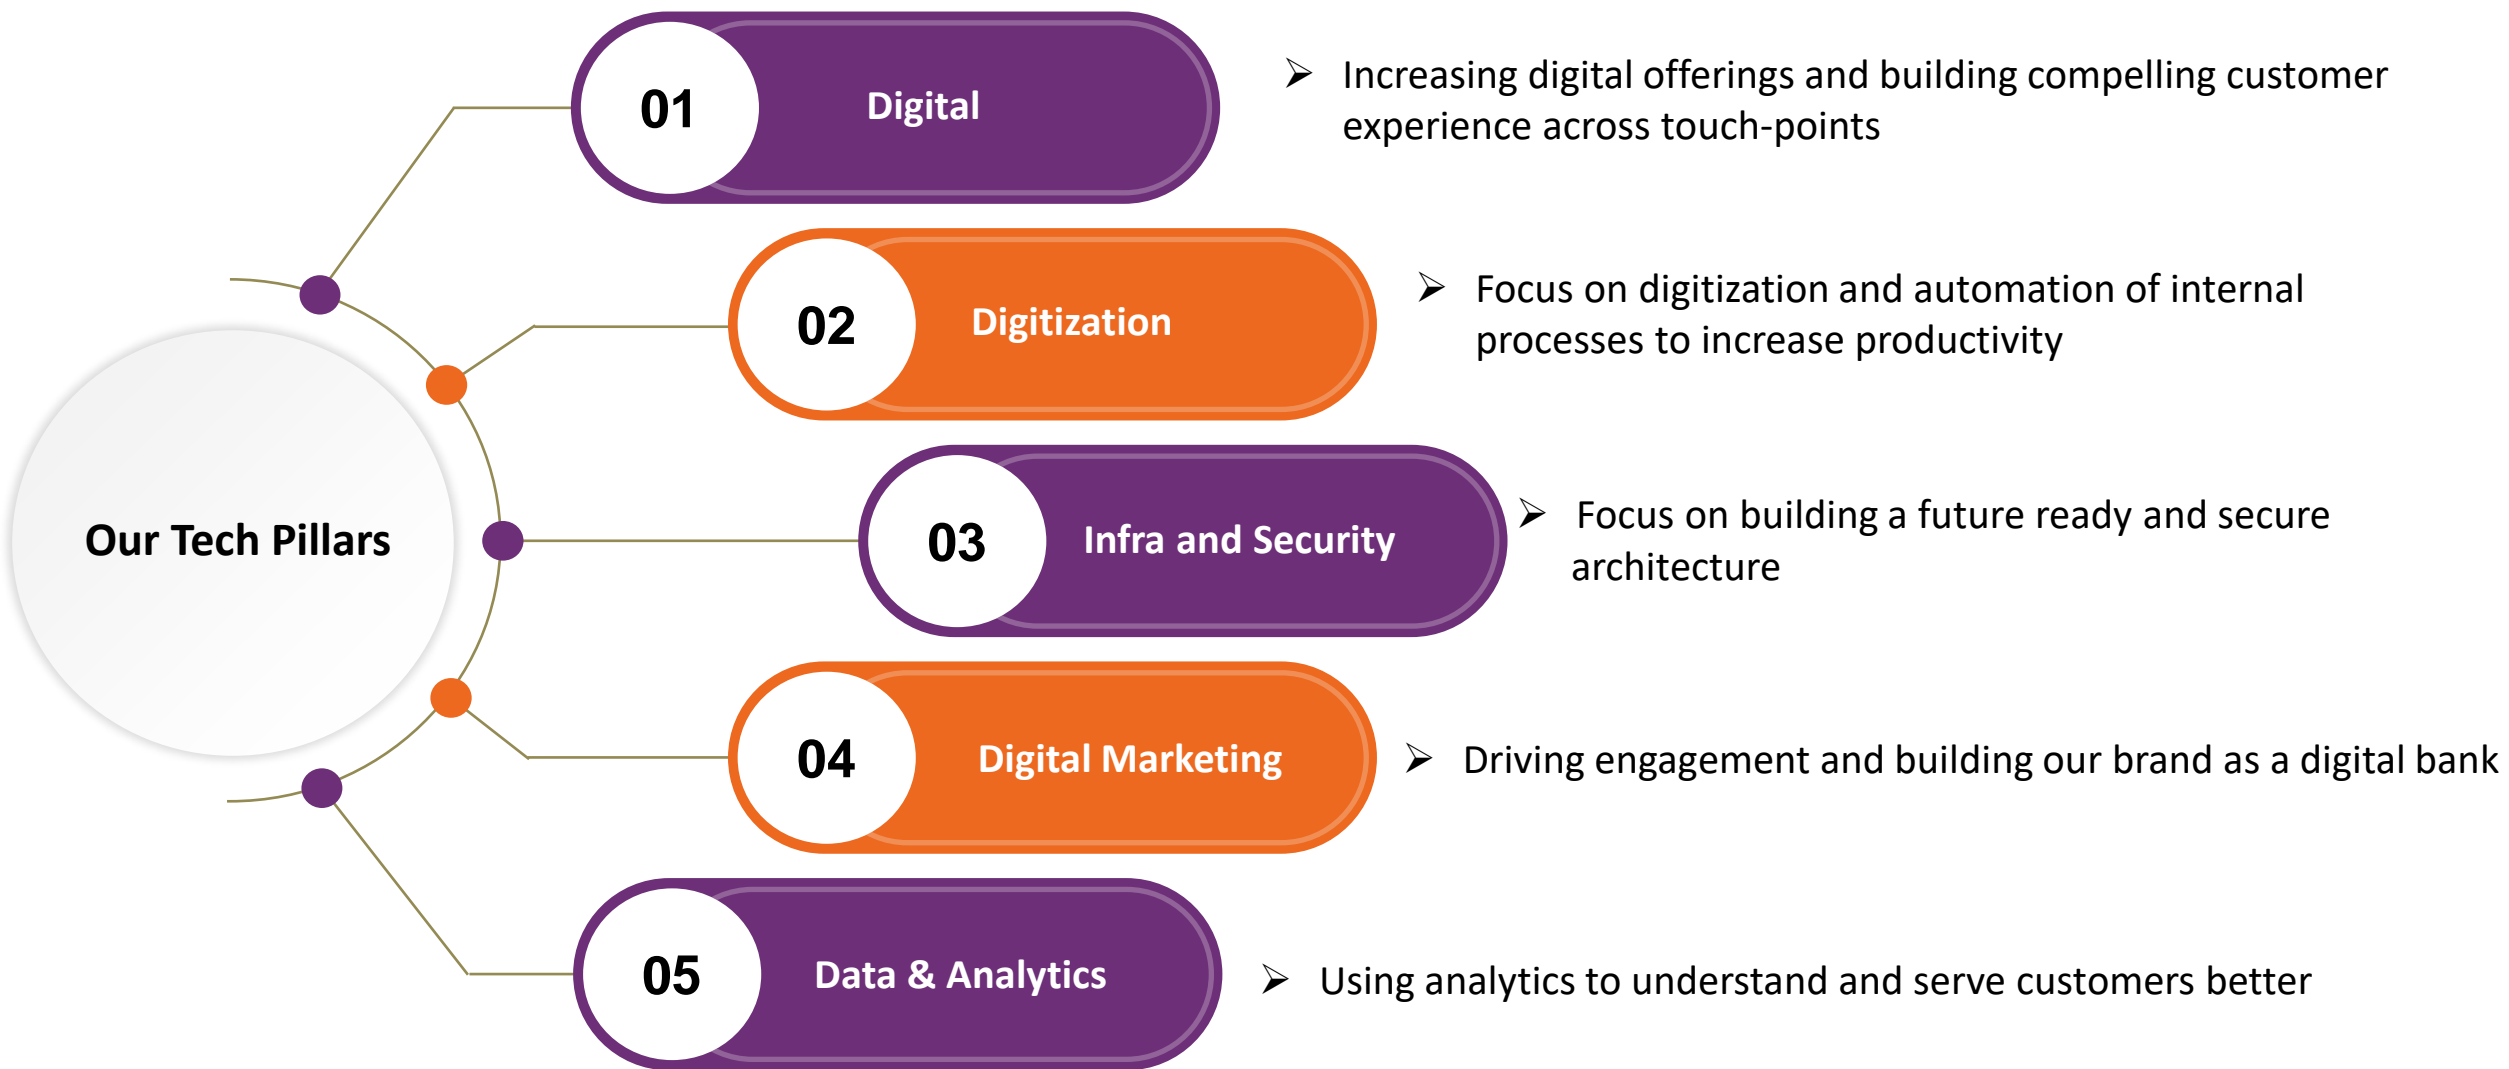 01
Digital
Increasing digital offerings and building compelling customer
experience across touch-points
02
Digitization
Focus on digitization and automation of internal
processes to increase productivity
Our Tech Pillars
03
Infra and Security
Focus on building a future ready and secure
architecture
04
Digital Marketing
Driving engagement and building our brand as a digital bank
05
Data & Analytics
Using analytics to understand and serve customers better